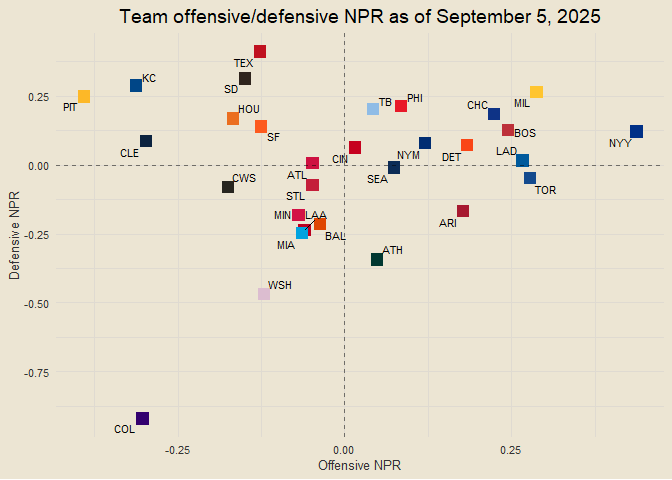 Team offensive/defensive NPR as of September 5, 2025
TEX
KC
SD
0.25
PIT
TB
PHI
CHC
MIL
HOU
SF
BOS
NYY
CLE
CIN
NYM
DET
LAD
0.00
ATL
SEA
CWS
TOR
STL
MIN
LAA
ARI
-0.25
MIA
BAL
ATH
WSH
-0.50
-0.75
COL
Defensive NPR
-0.25
0.00
0.25
Offensive NPR